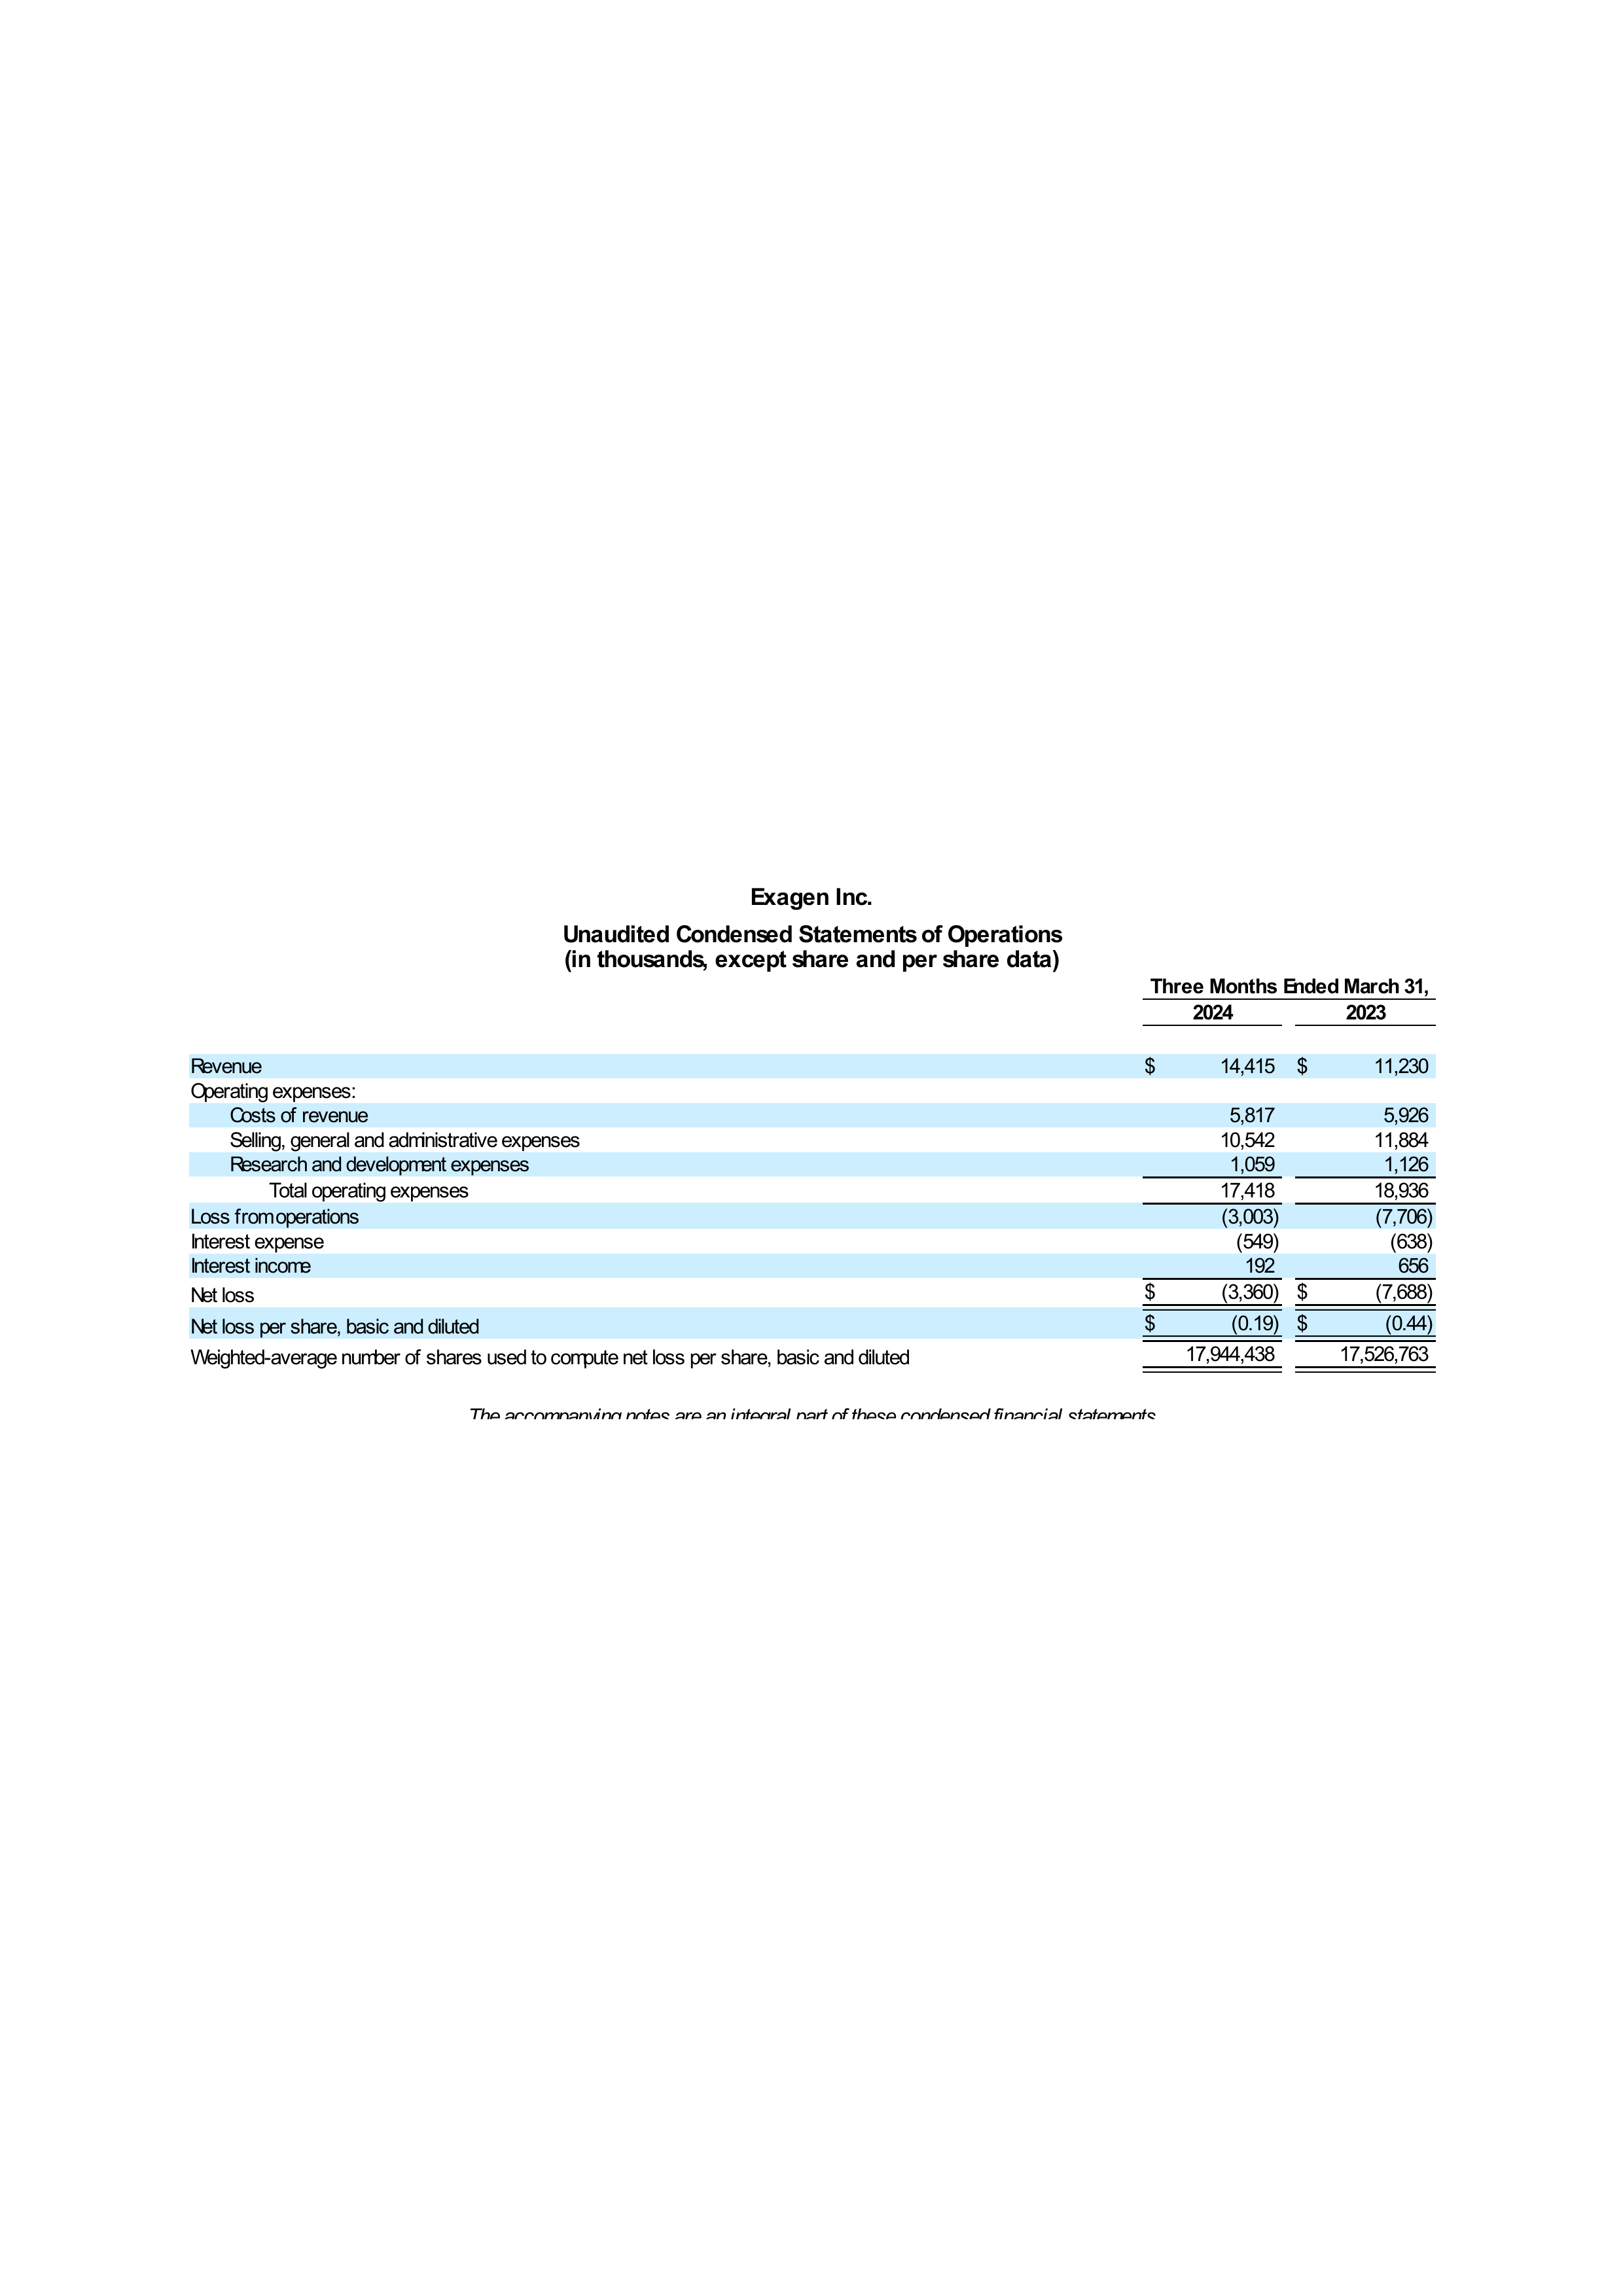 Exagen Inc.
Unaudited Condensed Statements of Operations
(in thousands, except share and per share data)
Three Months Ended March 31,
2024 2023
Revenue $ 14,415 $ 11,230
Operating expenses:
Costs of revenue 5,817 5,926
Selling, general and administrative expenses 10,542 11,884
Research and development expenses 1,059 1,126
Total operating expenses 17,418 18,936
Loss from operations (3,003) (7,706)
Interest expense (549) (638)
Interest income 192 656
Net loss $ (3,360) $ (7,688)
Net loss per share, basic and diluted $ (0.19) $ (0.44)
Weighted-average number of shares used to compute net loss per share, basic and diluted 17,944,438 17,526,763
The accompanying notes are an integral part of these condensed financial statements